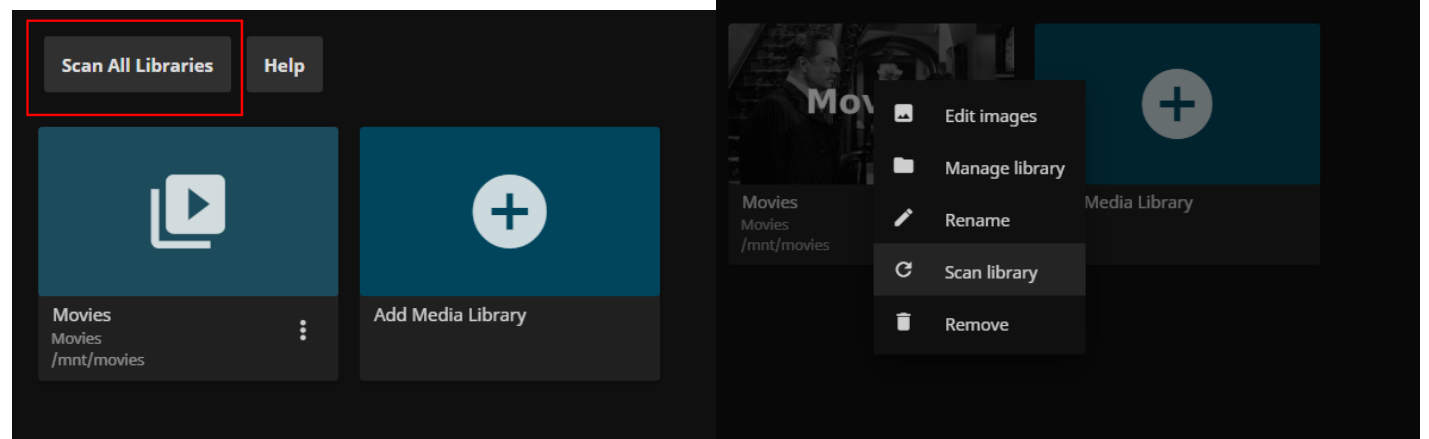 Scan All Libraries
Help
Movies
Movies
/mnt/movies
Add Media Library
Mov
Edit images
Manage library
Rename
Scan library
Remove
Movies
Movies
/mnt/movies
Media Library